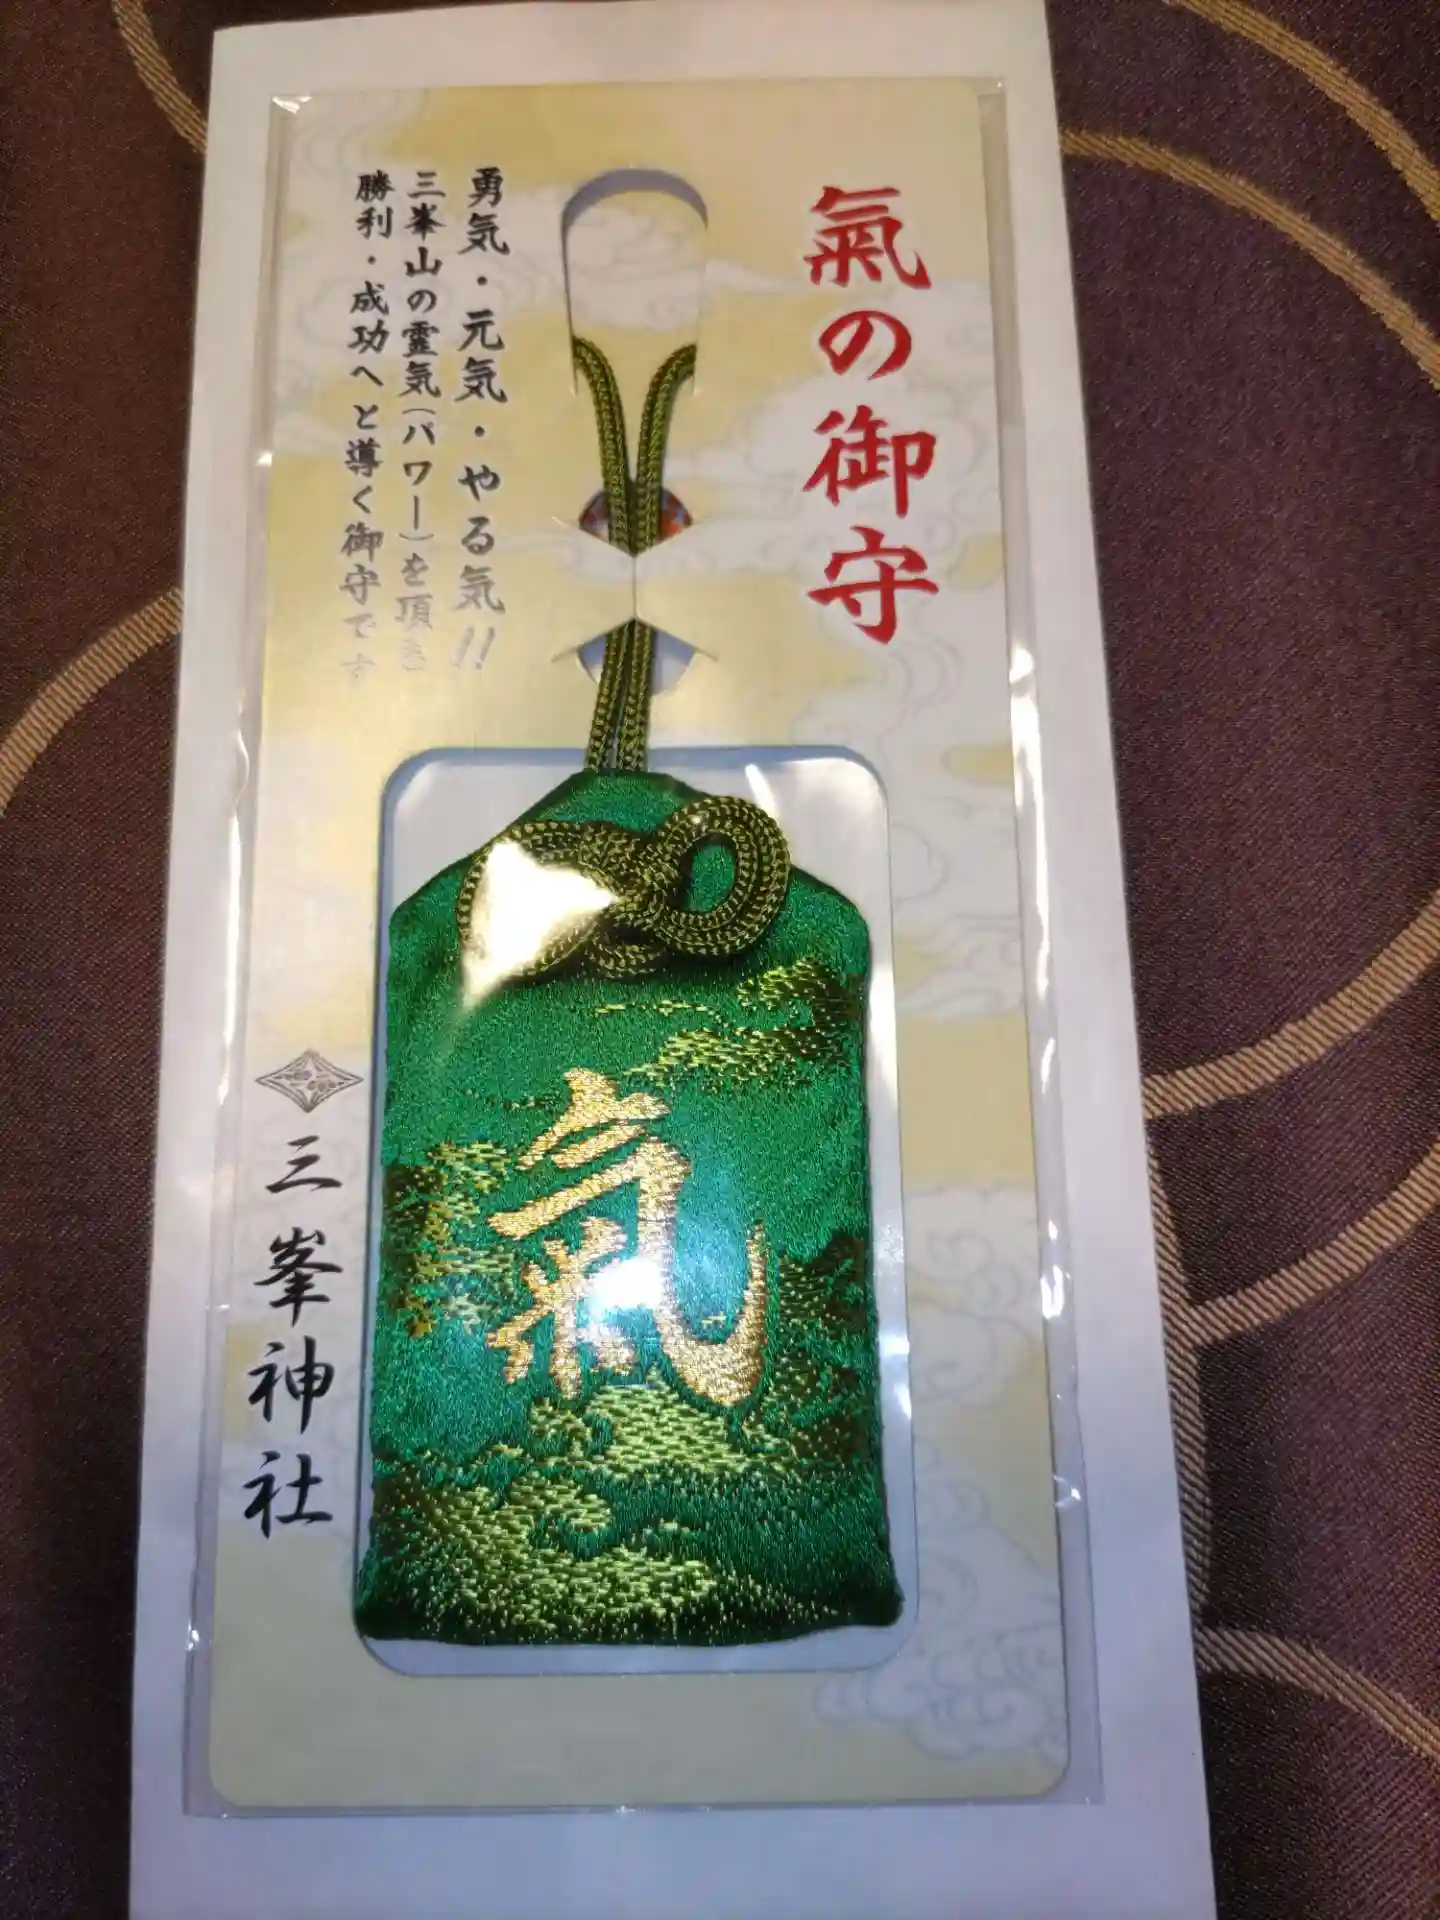 氣の御守
勇気・元気・やる気!!
三峯山の霊気(パワー)を頂き
勝利・成功へと導く御守です
三峯神社
氣